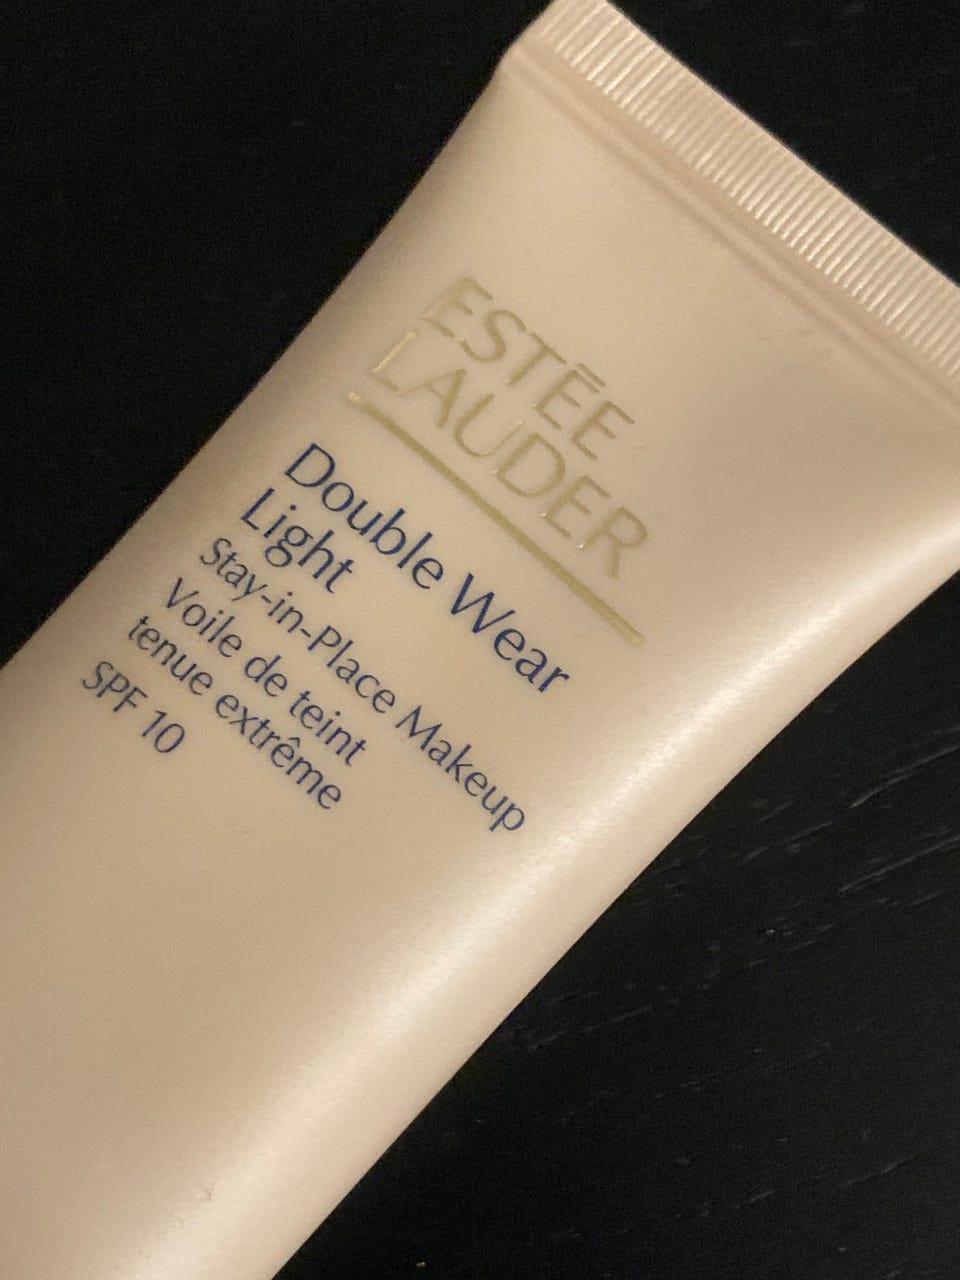 ESTĒE
LAUDER
Double Wear
Light
Stay-in-Place Makeup
Voile de teint
tenue extrême
SPF 10